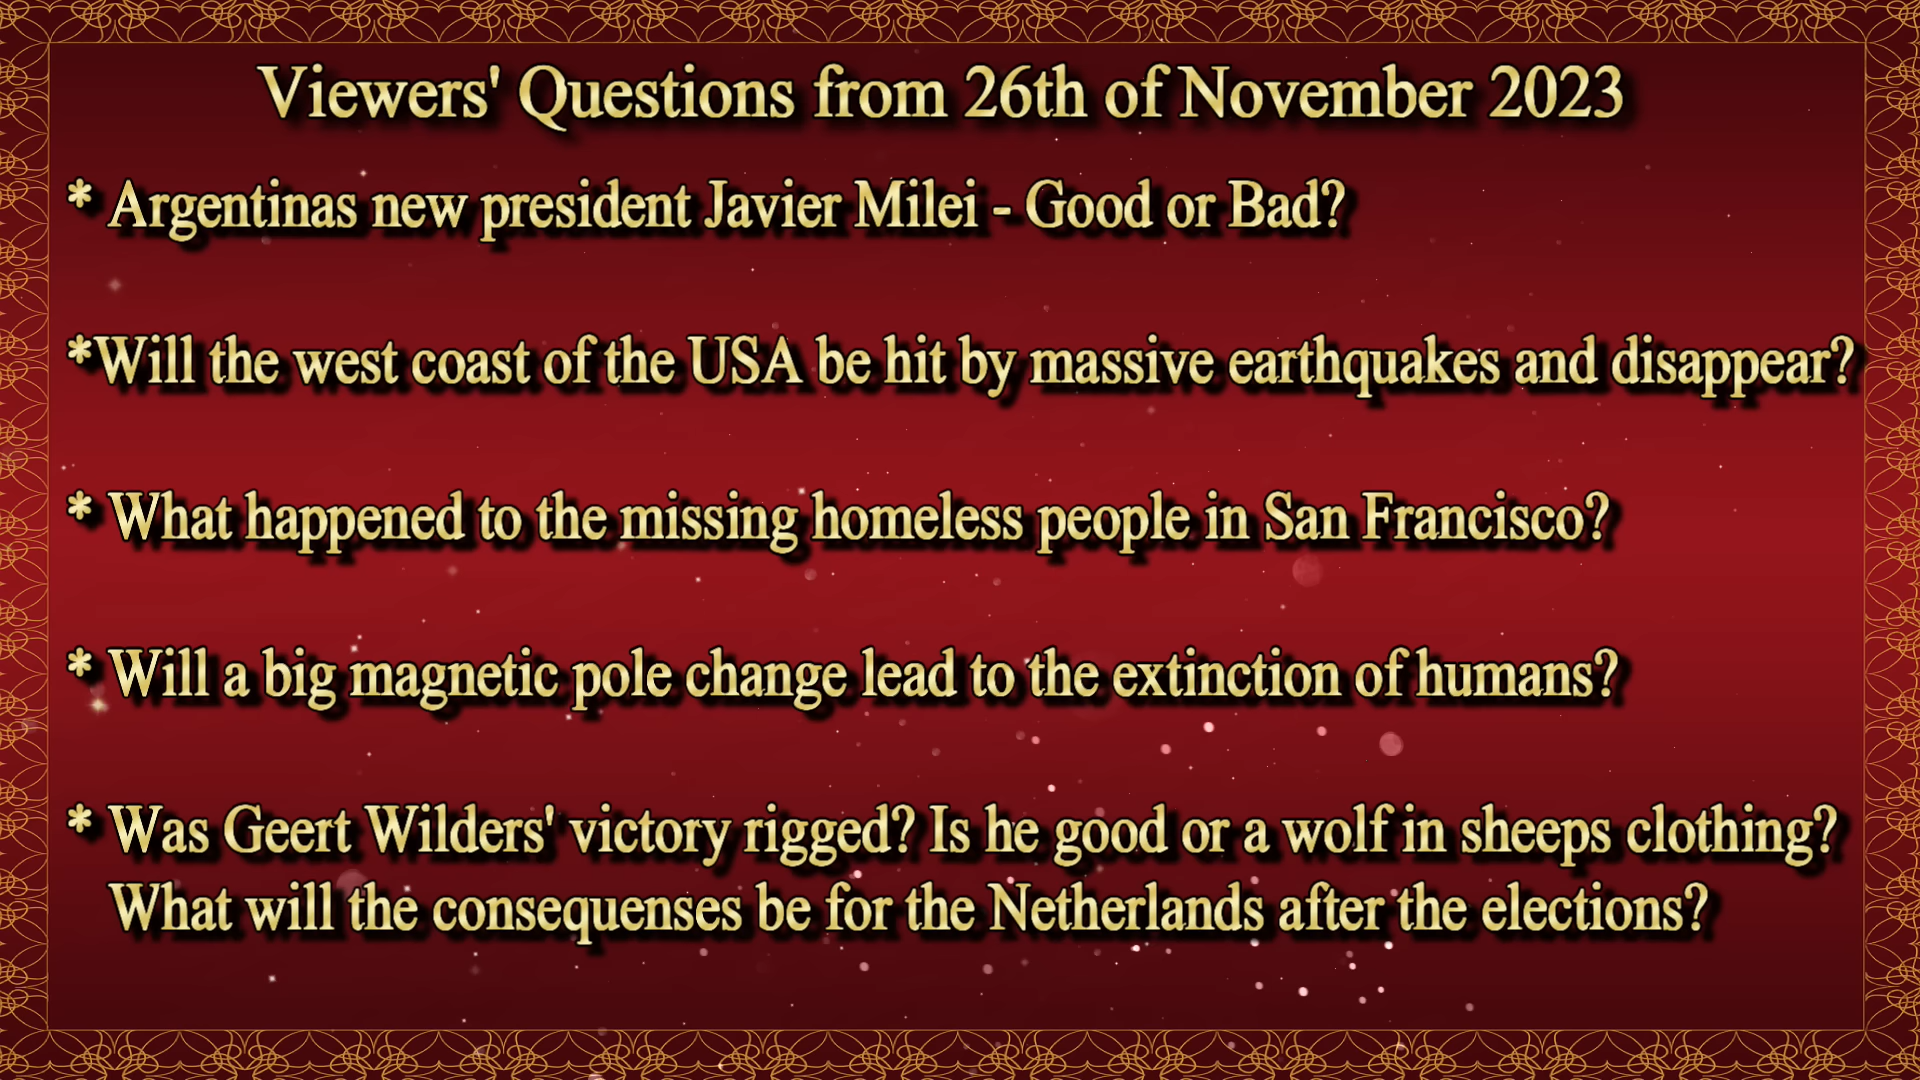 Viewers' Questions from 26th of November 2023
* Argentinas new president Javier Milei - Good or Bad?
*Will the west coast of the USA be hit by massive earthquakes and disappear?
* What happened to the missing homeless people in San Francisco?
* Will a big magnetic pole change lead to the extinction of humans?
* Was Geert Wilders' victory rigged? Is he good or a wolf in sheeps clothing?
What will the consequenses be for the Netherlands after the elections?